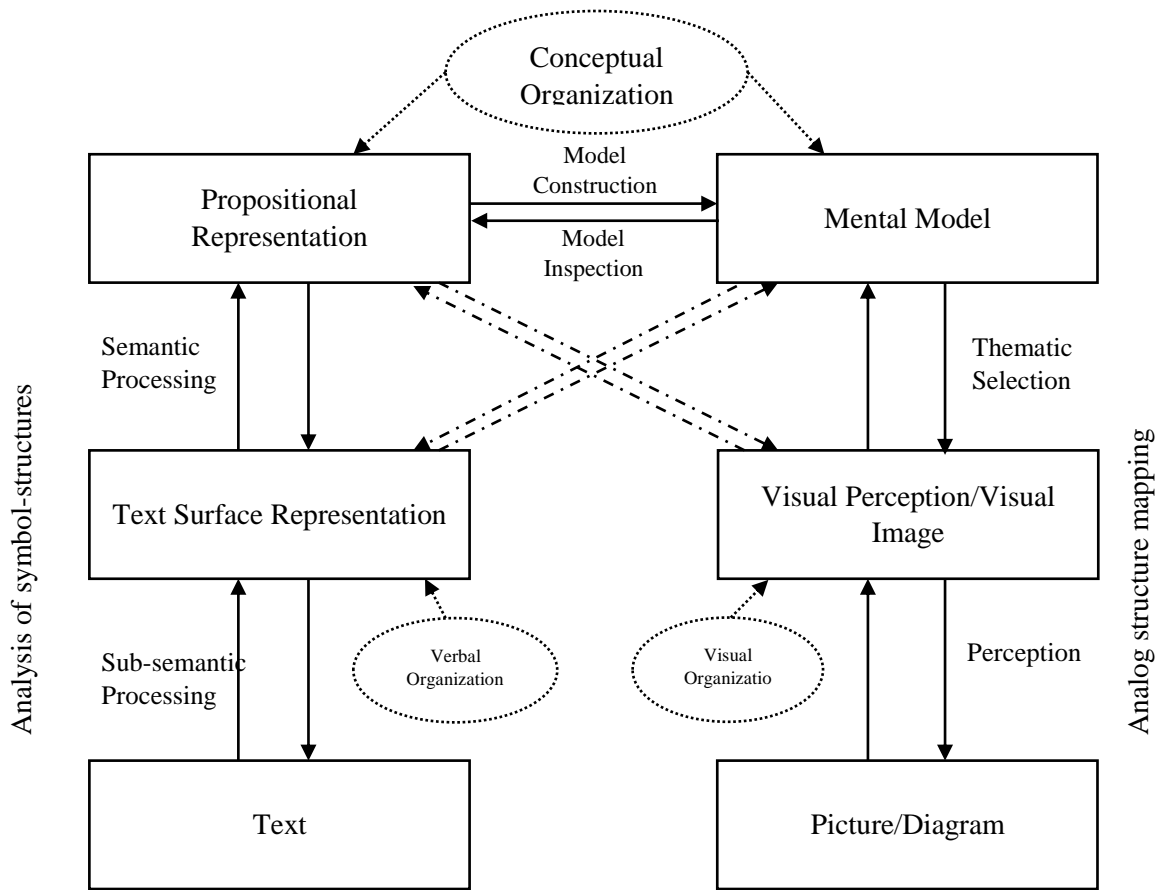 Conceptual
Organization
Model
Construction
Propositional
Representation
Mental Model
Model
Inspection
Semantic
Processing
Thematic
Selection
Analysis of symbol-structures
Analog structure mapping
Text Surface Representation
Visual Perception/Visual
Image
Sub-semantic
Processing
Verbal
Organization
Visual
Organizatio
Perception
Text
Picture/Diagram